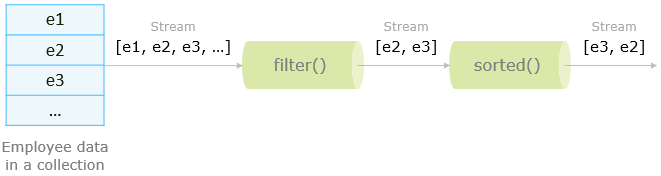 e1
e2
e3
...
Employee data
in a collection
Stream
[e1, e2, e3, ...]
filter()
Stream
[e2, e3]
sorted()
Stream
[e3, e2]